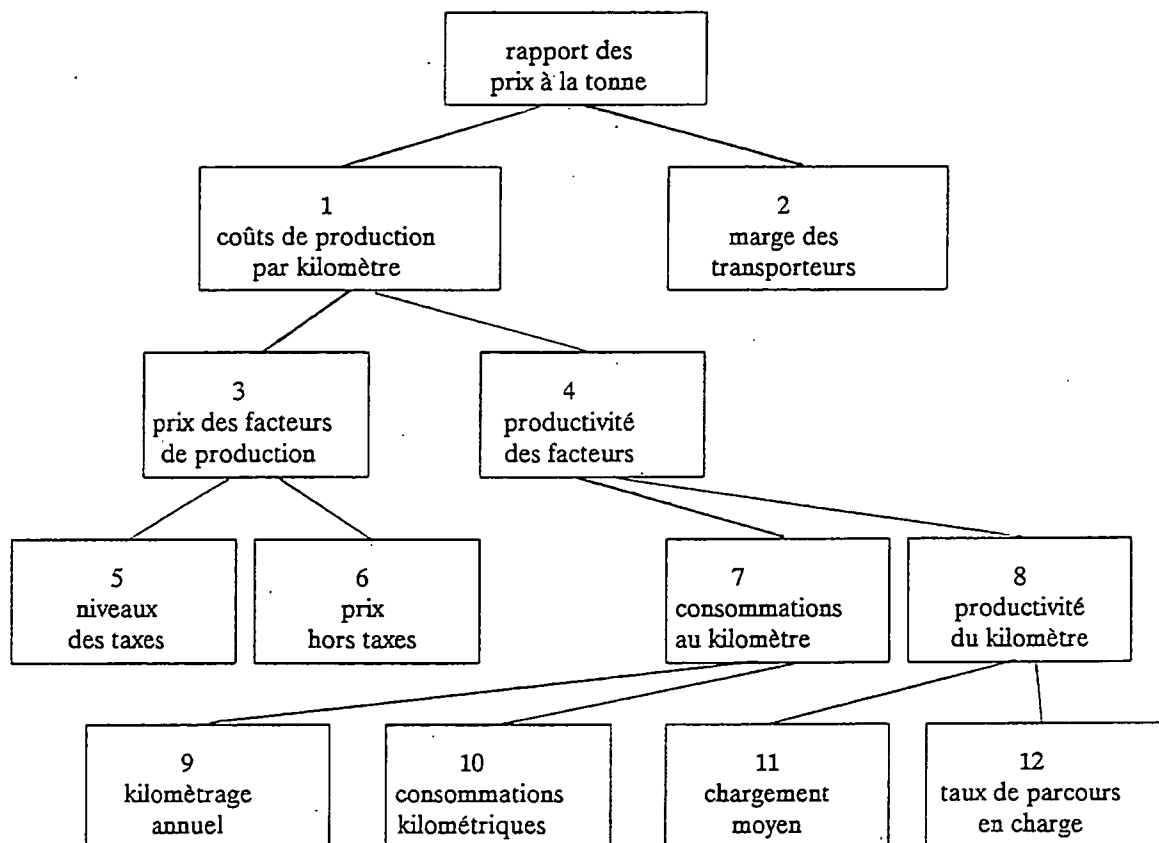 rapport des
prix à la tonne
1
coûts de production
par kilomètre
2
marge des
transporteurs
3
prix des facteurs
de production
4
productivité
des facteurs
5
niveaux
des taxes
6
prix
hors taxes
7
consommations
au kilomètre
8
productivité
du kilomètre
9
kilomètrage
annuel
10
consommations
kilométriques
11
chargement
moyen
12
taux de parcours
en charge